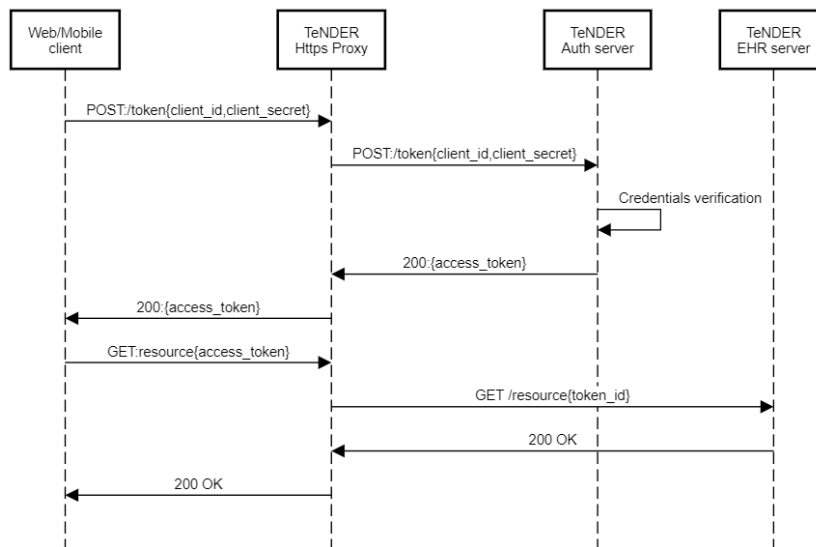 Web/Mobile
client
TeNDER
Https Proxy
TeNDER
Auth server
TeNDER
EHR server
POST:/token{client_id,client_secret}
POST:/token{client_id,client_secret}
Credentials verification
200:{access_token}
200:{access_token}
GET:resource{access_token}
GET /resource{token_id}
200 OK
200 OK